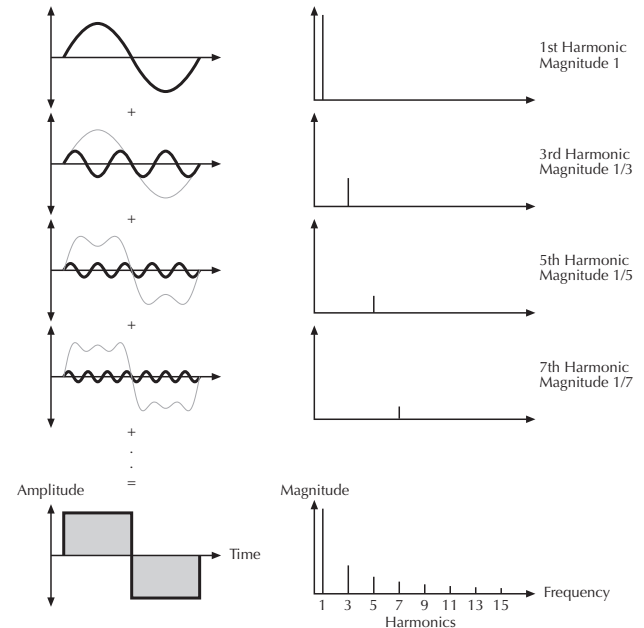 1st Harmonic
Magnitude 1
+
3rd Harmonic
Magnitude 1/3
+
5th Harmonic
Magnitude 1/5
+
7th Harmonic
Magnitude 1/7
+
.
.
=
Amplitude
Magnitude
Time
Frequency
1 3 5 7 9 11 13 15
Harmonics